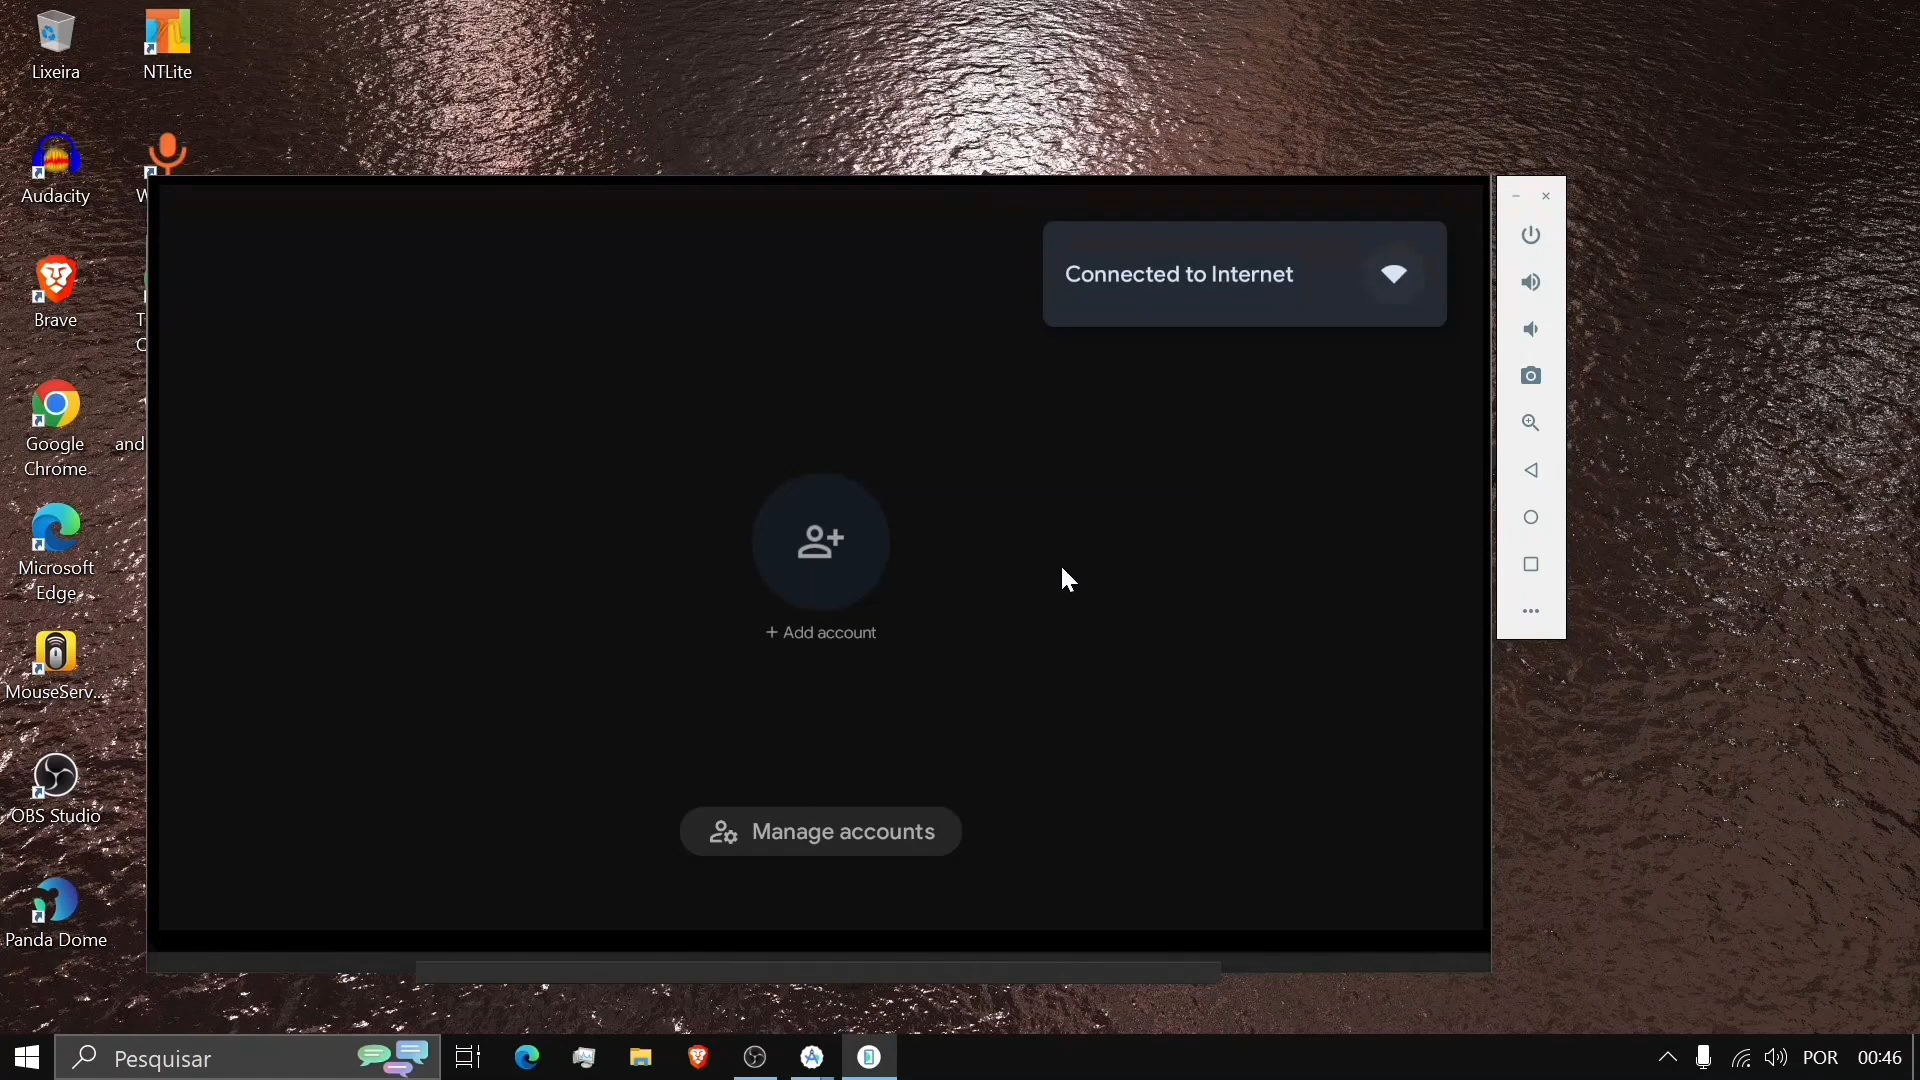 Lixeira
NTLite
Audacity
W
Brave
T
C
Google
Chrome
and
Microsoft
Edge
MouseServ...
OBS Studio
Panda Dome
Connected to Internet
+ Add account
Manage accounts
Pesquisar
POR
00:46